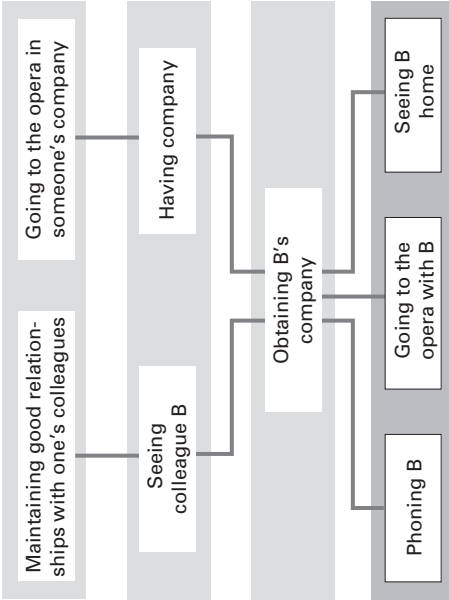 Maintaining good relation-
ships with one's colleagues
Going to the opera in
someone's company
Seeing
colleague B
Having company
Obtaining B's
company
Phoning B
Going to the
opera with B
Seeing B
home